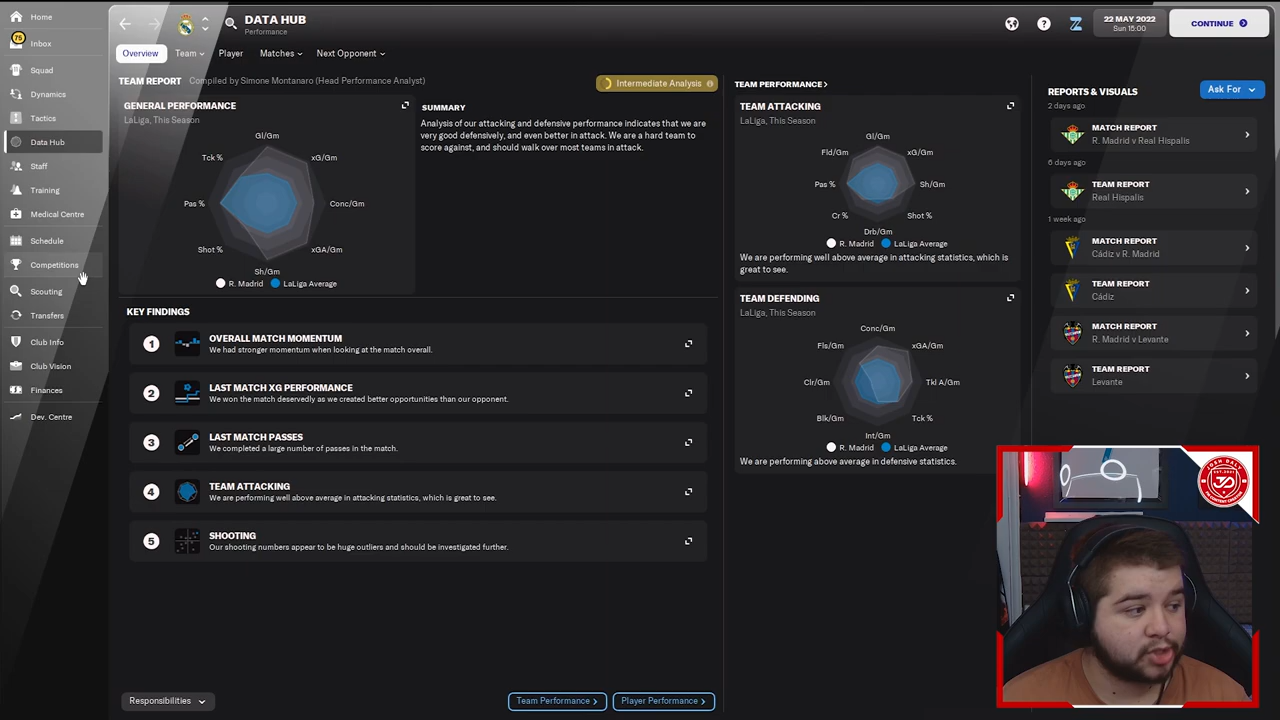 Home
75
Inbox
Squad
Dynamics
Tactics
Data Hub
Staff
Training
Medical Centre
Schedule
Competitions
Scouting
Transfers
Club Info
Club Vision
Finances
Dev. Centre
DATA HUB
Performance
22 MAY 2022
Sun 18:00
CONTINUE
Overview
Team
Player
Matches
Next Opponent
TEAM REPORT Compiled by Simone Montanaro (Head Performance Analyst)
Intermediate Analysis
GENERAL PERFORMANCE
LaLiga, This Season
Gl/Gm
Tck %
xG/Gm
Pas %
Conc/Gm
Shot %
xGA/Gm
Sh/Gm
R. Madrid LaLiga Average
SUMMARY
Analysis of our attacking and defensive performance indicates that we are
very good defensively, and even better in attack. We are a hard team to
score against, and should walk over most teams in attack.
KEY FINDINGS
1
OVERALL MATCH MOMENTUM
We had stronger momentum when looking at the match overall.
2
LAST MATCH XG PERFORMANCE
We won the match deservedly as we created better opportunities than our opponent.
3
LAST MATCH PASSES
We completed a large number of passes in the match.
4
TEAM ATTACKING
We are performing well above average in attacking statistics, which is great to see.
5
SHOOTING
Our shooting numbers appear to be huge outliers and should be investigated further.
Responsibilities
Team Performance >
Player Performance >
TEAM PERFORMANCE >
TEAM ATTACKING
LaLiga, This Season
Gl/Gm
Fld/Gm
xG/Gm
Pas %
Sh/Gm
Cr %
Shot %
Drb/Gm
R. Madrid LaLiga Average
We are performing well above average in attacking statistics, which is
great to see.
TEAM DEFENDING
LaLiga, This Season
Conc/Gm
Fls/Gm
xGA/Gm
Clr/Gm
Tkl A/Gm
Blk/Gm
Tck %
Int/Gm
R. Madrid LaLiga Average
We are performing above average in defensive statistics.
REPORTS & VISUALS
Ask For
2 days ago
MATCH REPORT
R. Madrid v Real Hispalis
6 days ago
TEAM REPORT
Real Hispalis
1 week ago
MATCH REPORT
Cádiz v R. Madrid
TEAM REPORT
Cádiz
MATCH REPORT
R. Madrid v Levante
TEAM REPORT
Levante
JOSH DALY